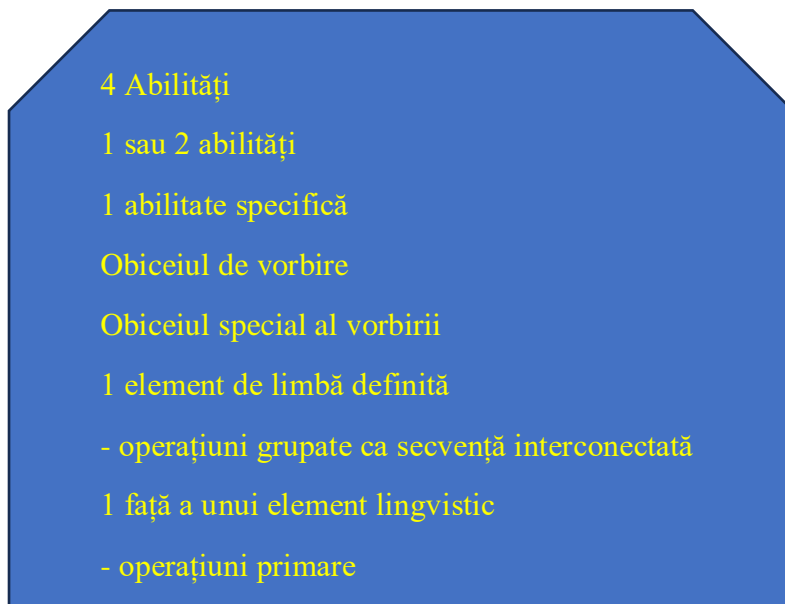 4 Abilități
1 sau 2 abilități
1 abilitate specifică
Obiceiul de vorbire
Obiceiul special al vorbirii
1 element de limbă definită
- operațiuni grupate ca secvență interconectată
1 față a unui element lingvistic
- operațiuni primare